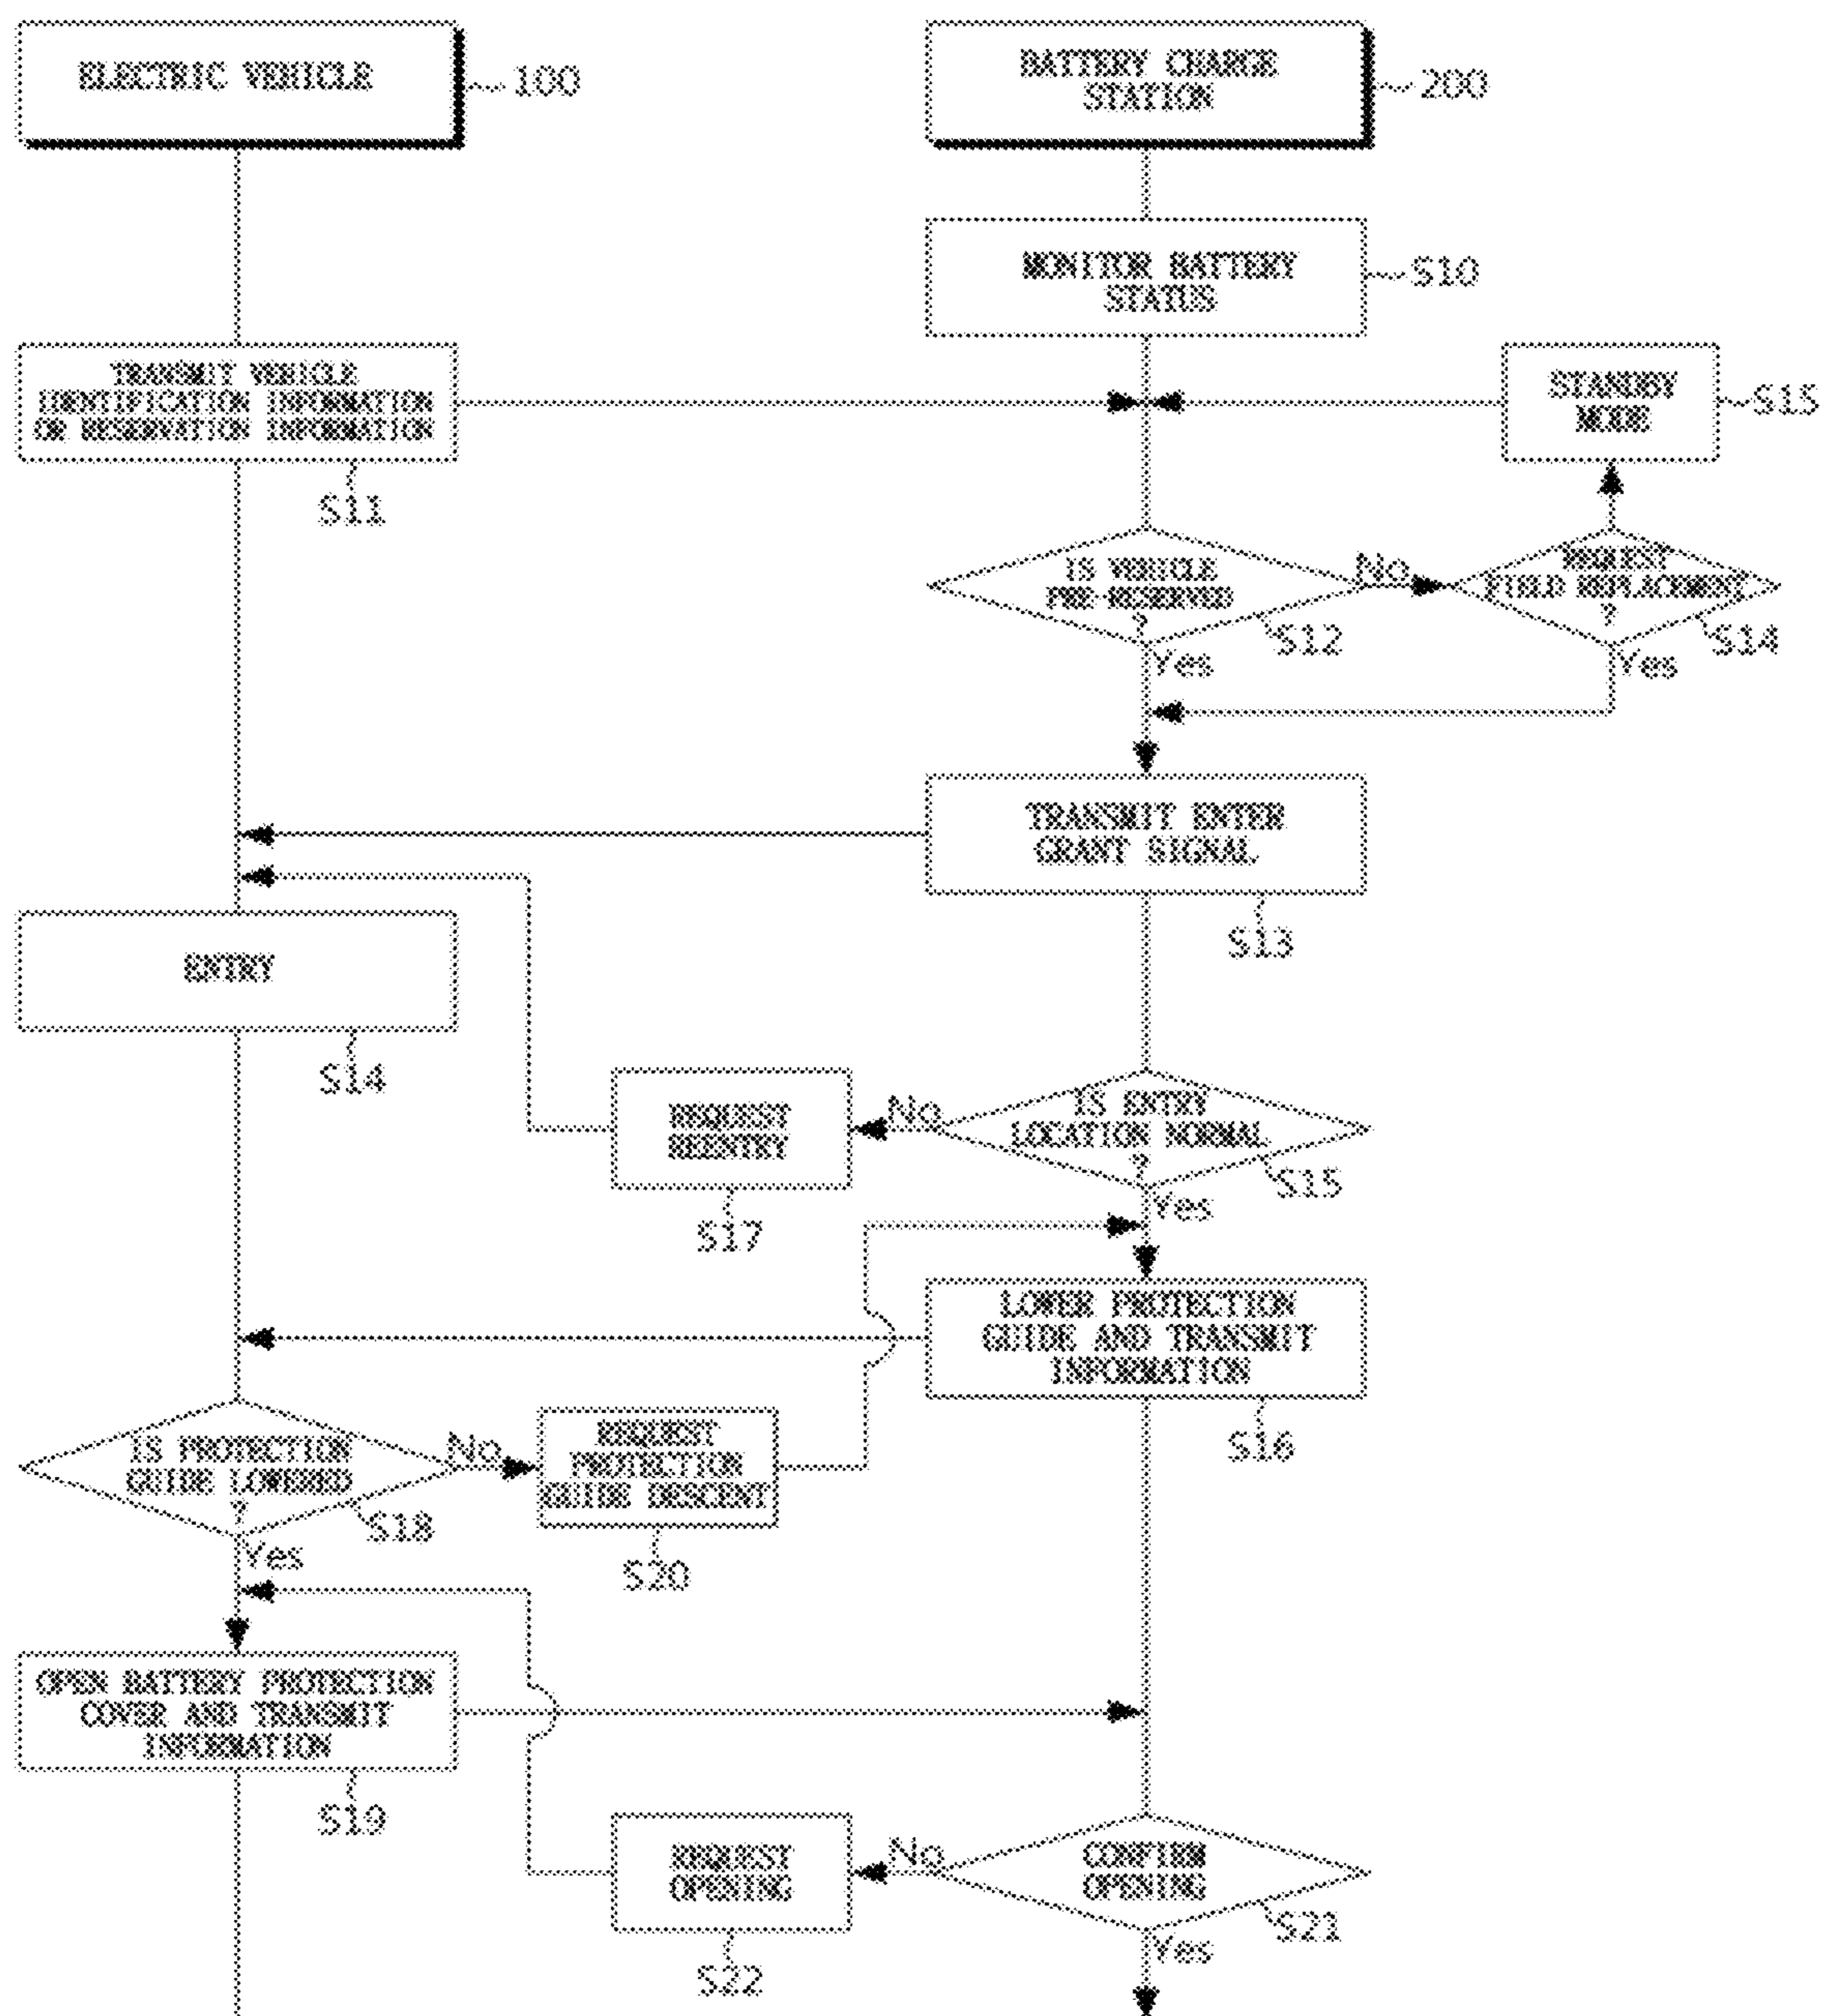 ELECTRIC VEHICLE
100
BATTERY CHARGE
STATION
200
MONITOR BATTERY
STATUS
S10
TRANSMIT VEHICLE
IDENTIFICATION INFORMATION
OR RESERVATION INFORMATION
S11
STANDBY
MODE
S15
IS VEHICLE
PRE-RESERVED
?
S12
No
Yes
REQUEST
FIELD REPLACEMENT
?
S14
Yes
TRANSMIT ENTER
GRANT SIGNAL
S13
ENTRY
S14
REQUEST
REENTRY
S17
No
IS ENTRY
LOCATION NORMAL
?
S15
Yes
LOWER PROTECTION
GUIDE AND TRANSMIT
INFORMATION
S16
IS PROTECTION
GUIDE LOWERED
?
S18
No
Yes
REQUEST
PROTECTION
GUIDE DESCENT
S20
OPEN BATTERY PROTECTION
COVER AND TRANSMIT
INFORMATION
S19
REQUEST
OPENING
S22
No
CONFIRM
OPENING
S21
Yes